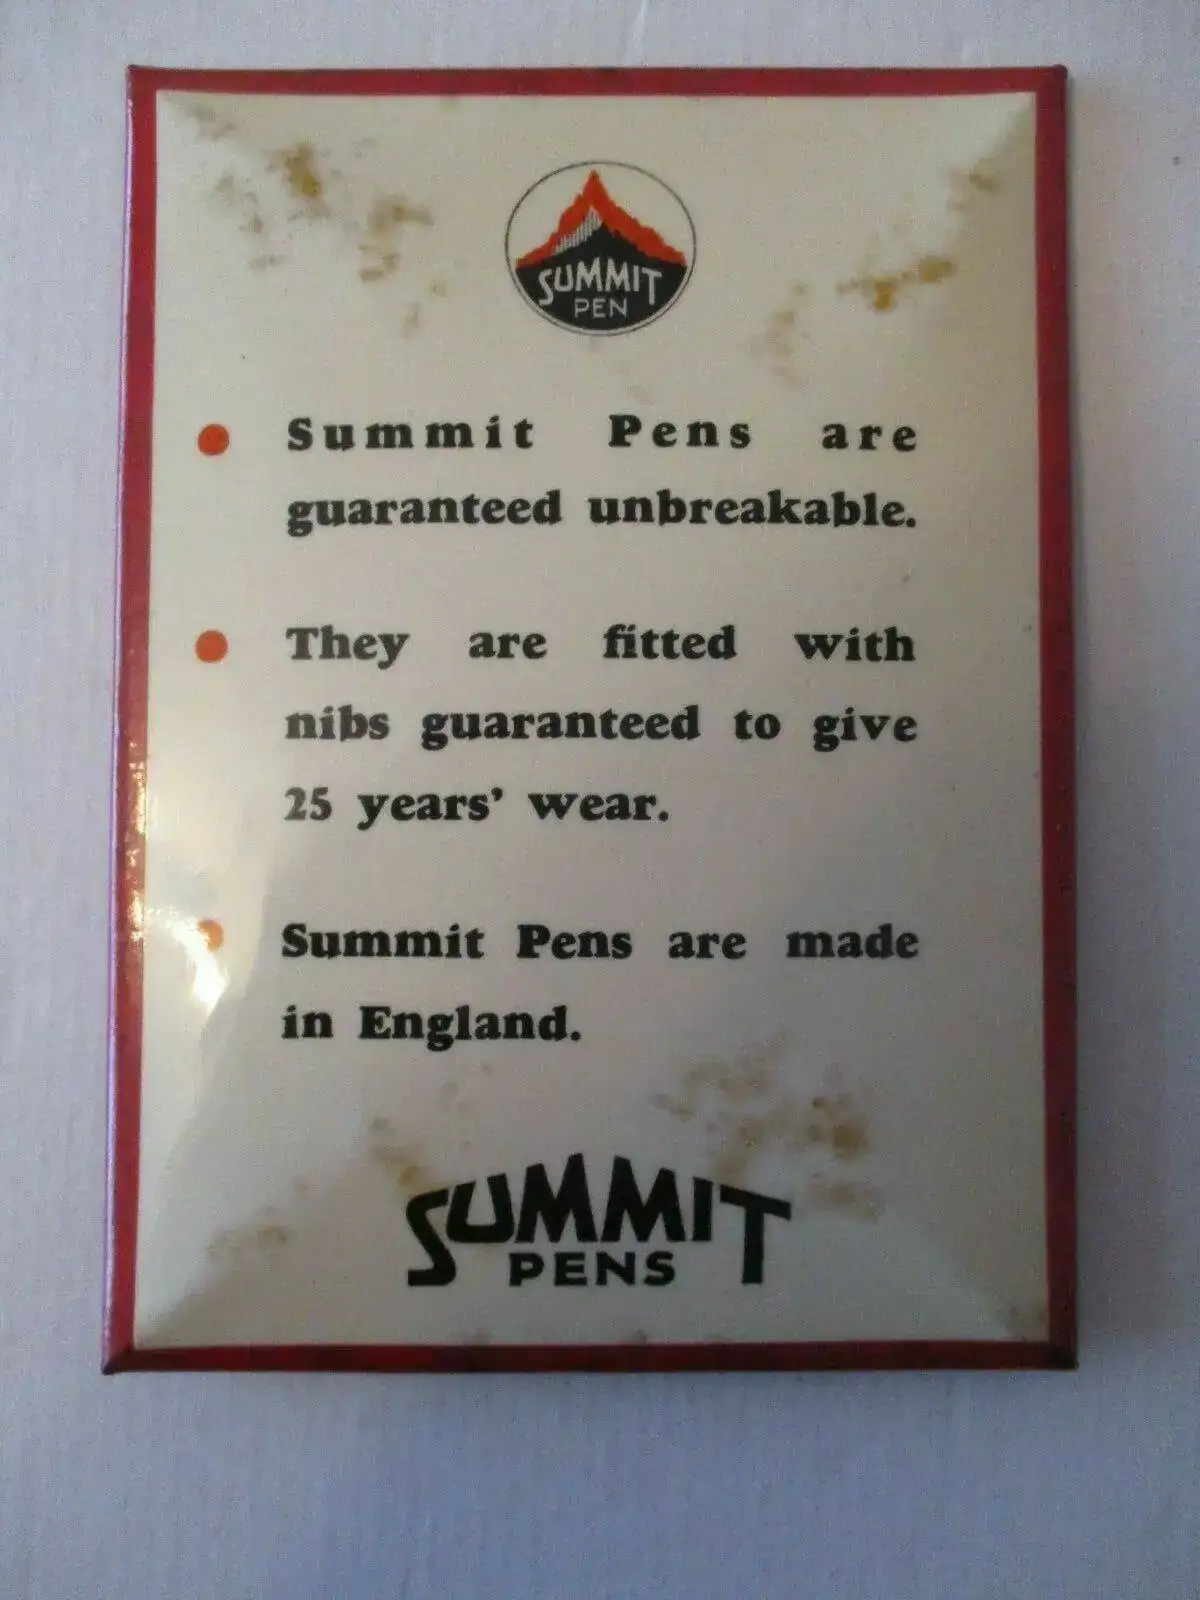 SUMMIT
PEN
Summit Pens are
guaranteed unbreakable.
They are fitted with
nibs guaranteed to give
25 years' wear.
Summit Pens are made
in England.
SUMMIT
PENS